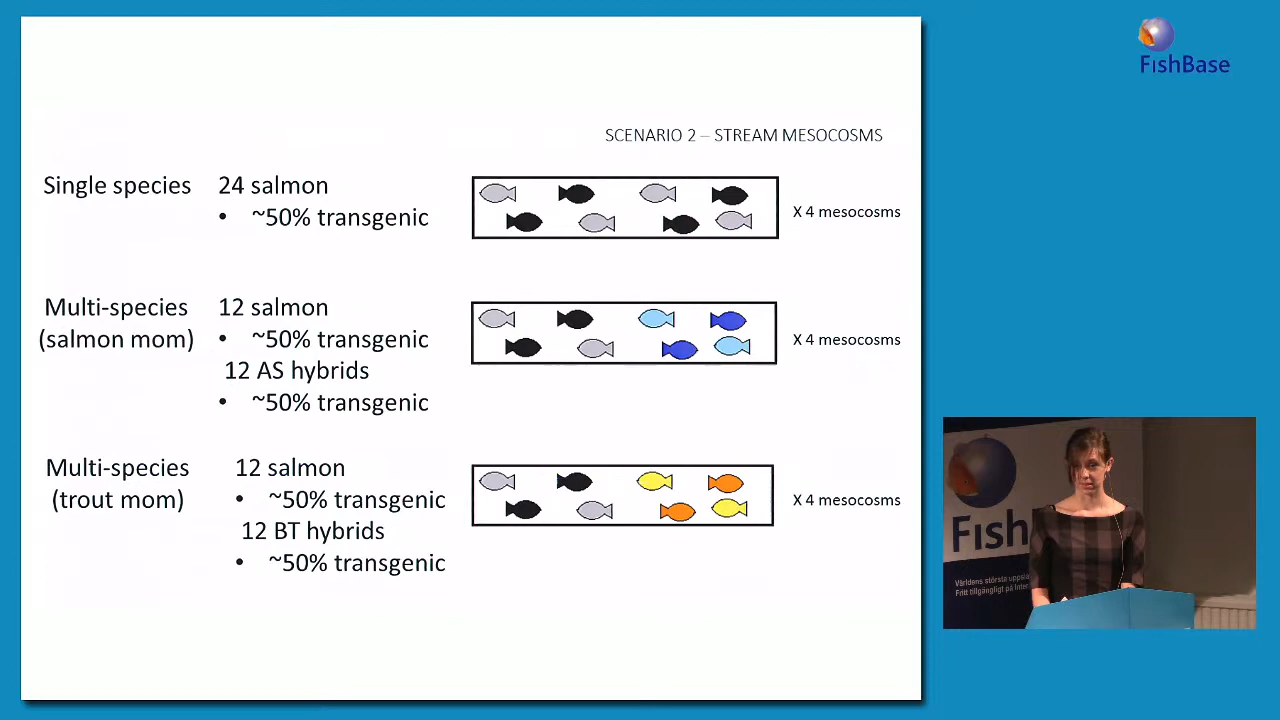 FishBase
SCENARIO 2 – STREAM MESOCOSMS
Single species
24 salmon
• ~50% transgenic
X 4 mesocosms
Multi-species
(salmon mom)
12 salmon
• ~50% transgenic
12 AS hybrids
• ~50% transgenic
X 4 mesocosms
Multi-species
(trout mom)
12 salmon
• ~50% transgenic
12 BT hybrids
• ~50% transgenic
X 4 mesocosms
Fish
Världens största
Fritt tillgängligt på